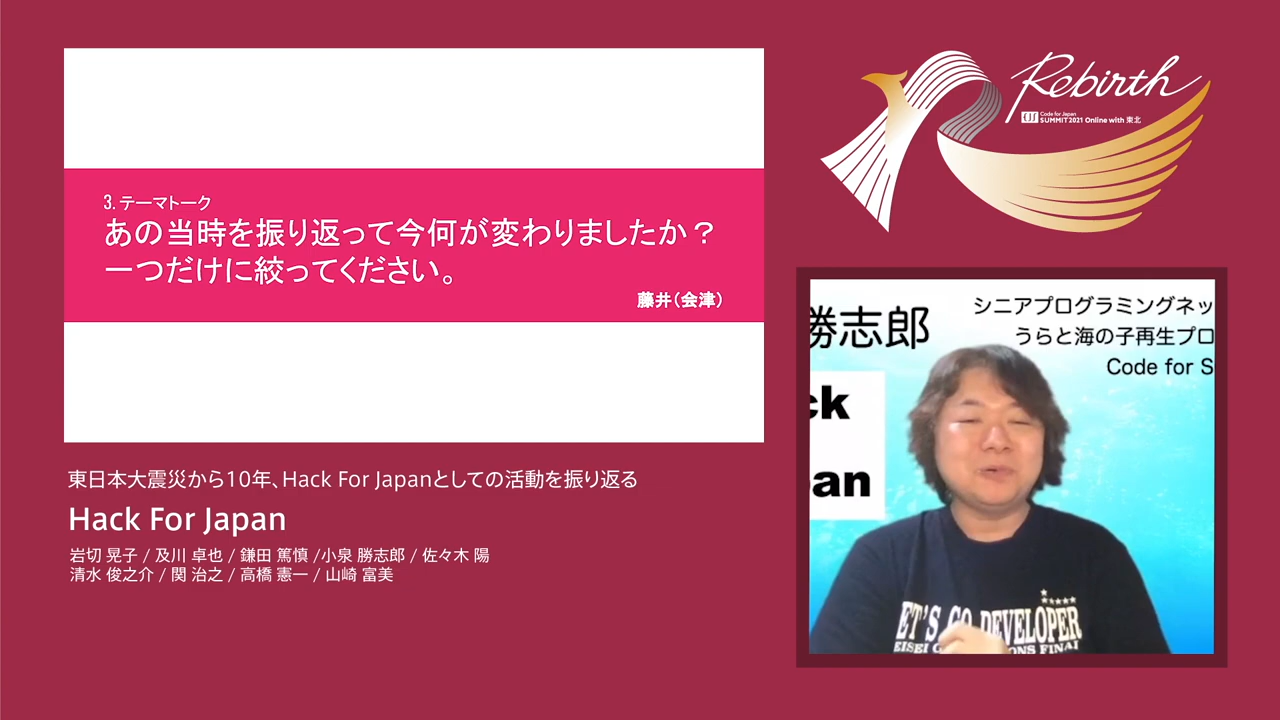 3. テーマトーク
あの当時を振り返って今何が変わりましたか？
一つだけに絞ってください。
藤井（会津）
東日本大震災から10年、Hack For Japanとしての活動を振り返る
Hack For Japan
岩切 晃子 / 及川 卓也 / 鎌田 篤慎 /小泉 勝志郎 / 佐々木 陽
清水 俊之介 / 関 治之 / 高橋 憲一 / 山崎 富美
Rebirth
Code for Japan
SUMMIT2021 Online with 東北
勝志郎
シニアプログラミングネッ
うらと海の子再生プロ
Code for S
ck
pan
LET'S GO DEVELOPER